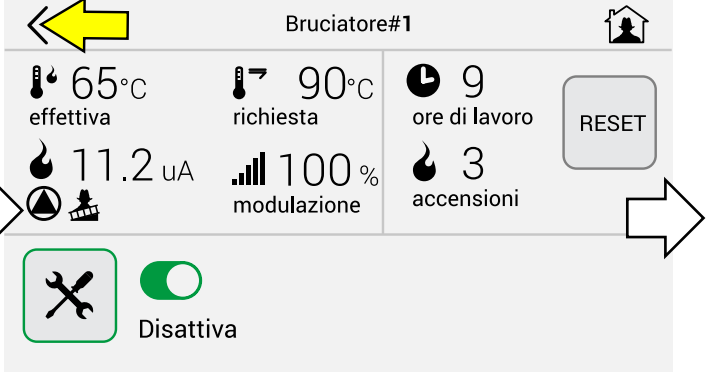 Bruciatore#1
65°C
effettiva
90°C
richiesta
9
ore di lavoro
RESET
11.2 uA
100 %
modulazione
3
accensioni
Disattiva